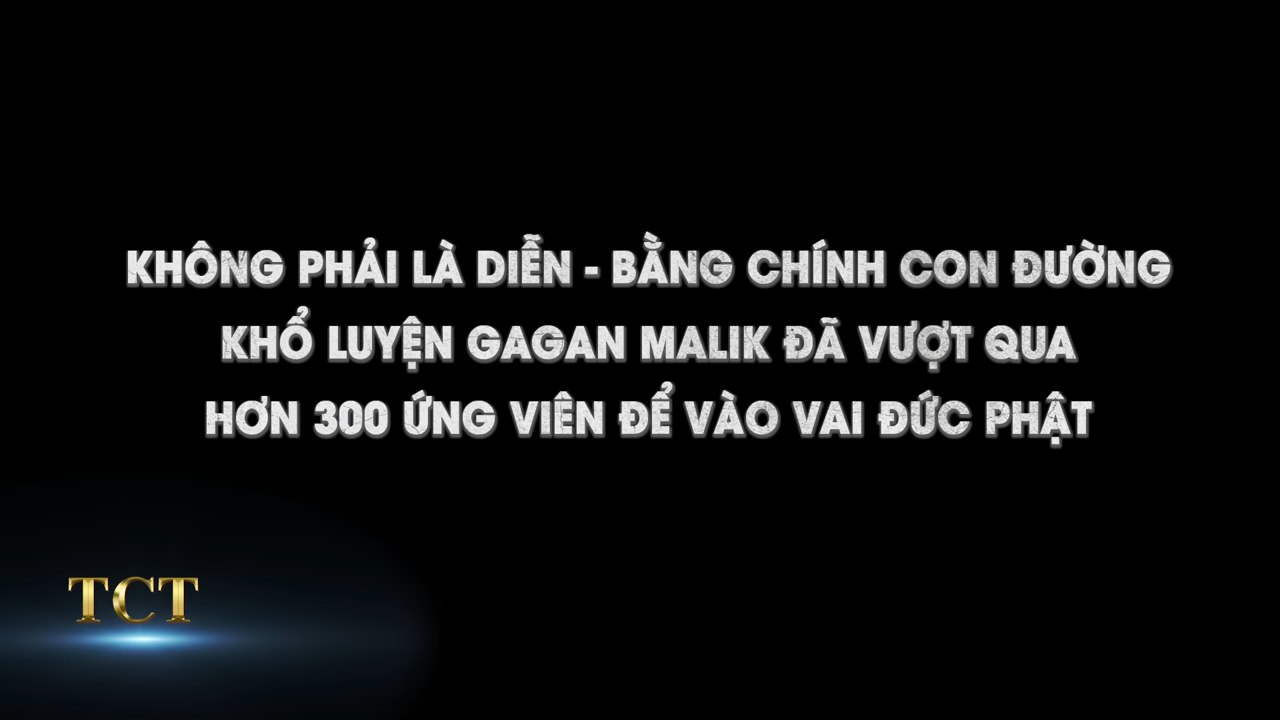 KHÔNG PHẢI LÀ DIỄN - BẰNG CHÍNH CON ĐƯỜNG
KHỔ LUYỆN GAGAN MALIK ĐÃ VƯỢT QUA
HƠN 300 ỨNG VIÊN ĐỂ VÀO VAI ĐỨC PHẬT
TCT